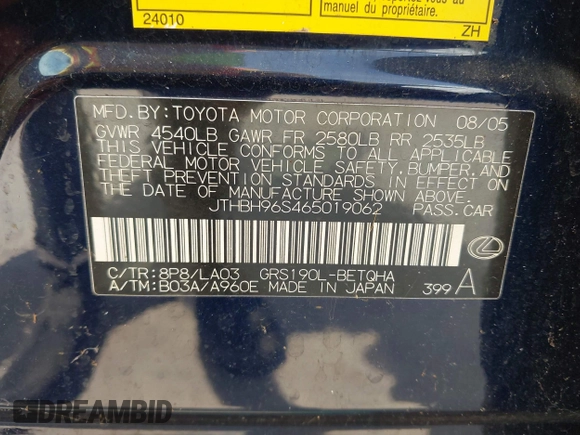 manuel du propriétaire.
24010
ZH
MFD.BY:TOYOTA MOTOR CORPORATION 08/05
GVWR 4540LB GAWR FR 2580LB RR 2535LB
THIS VEHICLE CONFORMS TO ALL APPLICABLE
FEDERAL MOTOR VEHICLE SAFETY,BUMPER,AND
THEFT PREVENTION STANDARDS IN EFFECT ON
THE DATE OF MANUFACTURE SHOWN ABOVE.
JTHBH96S465019062 PASS.CAR
C/TR:8P8/LA03 GRS190L-BETQHA
A/TM:B03A/A960E MADE IN JAPAN 399 A
DREAMBID